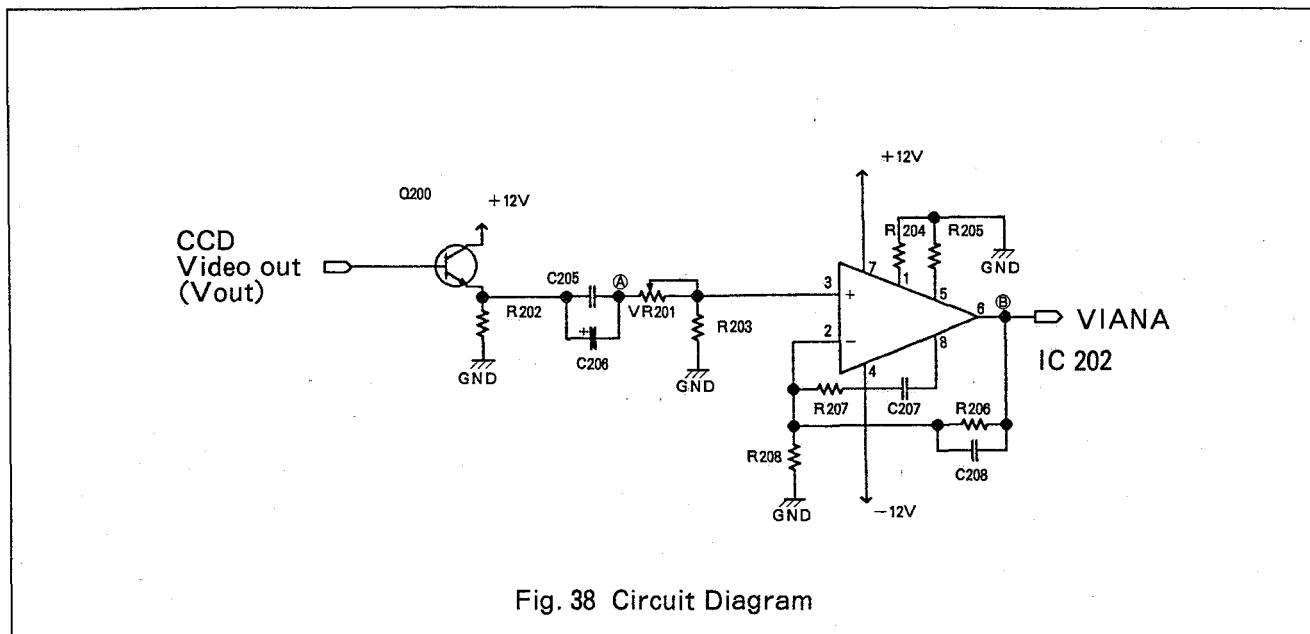 Q200
+12V
+12V
CCD
Video out
(Vout)
C205
Ⓐ
VR201
R202
C206
R203
GND
GND
R204
R205
GND
3
+
7
1
5
2
−
4
8
6
Ⓑ
VIANA
IC 202
R207
C207
R206
C208
R208
GND
−12V
Fig. 38 Circuit Diagram